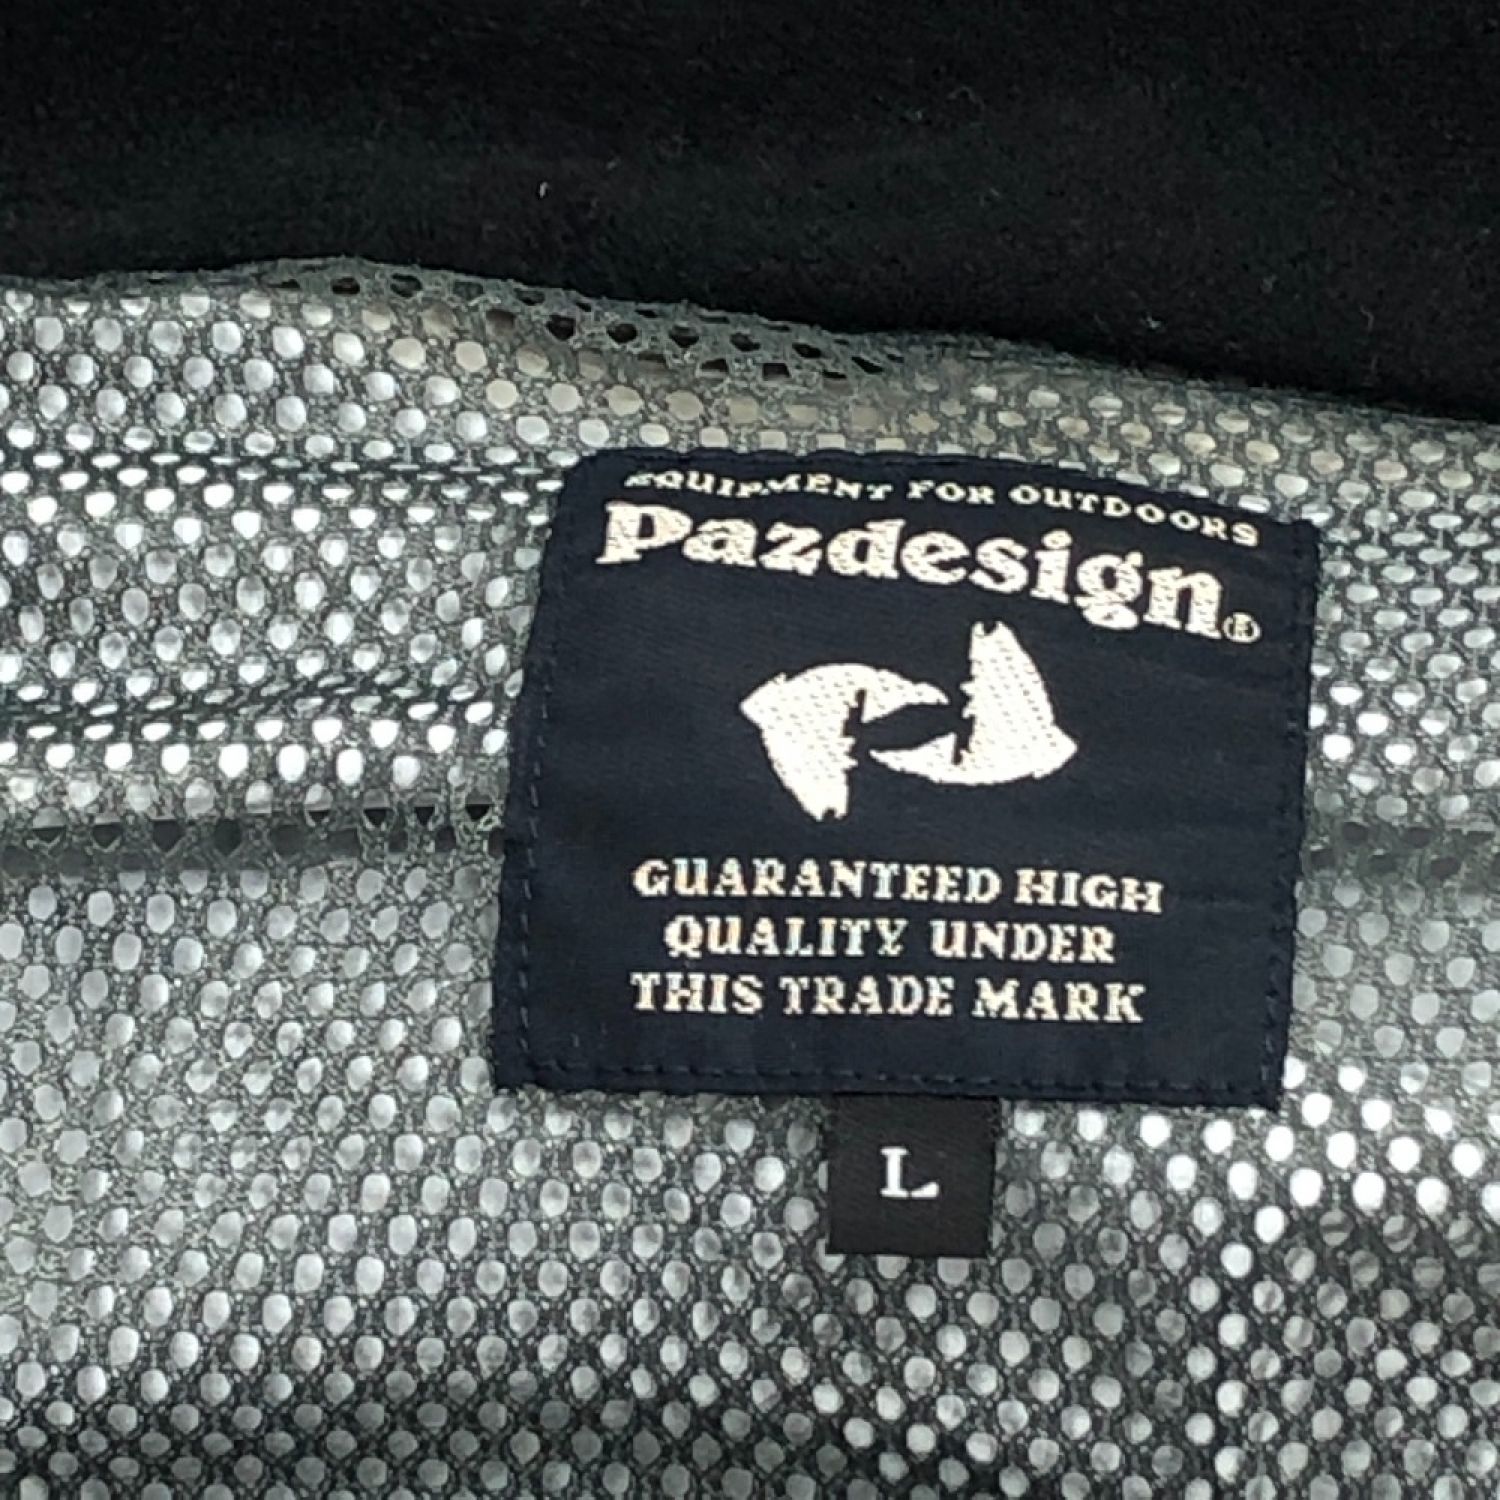 EQUIPMENT FOR OUTDOORS
Pazdesign®
GUARANTEED HIGH
QUALITY UNDER
THIS TRADE MARK
L